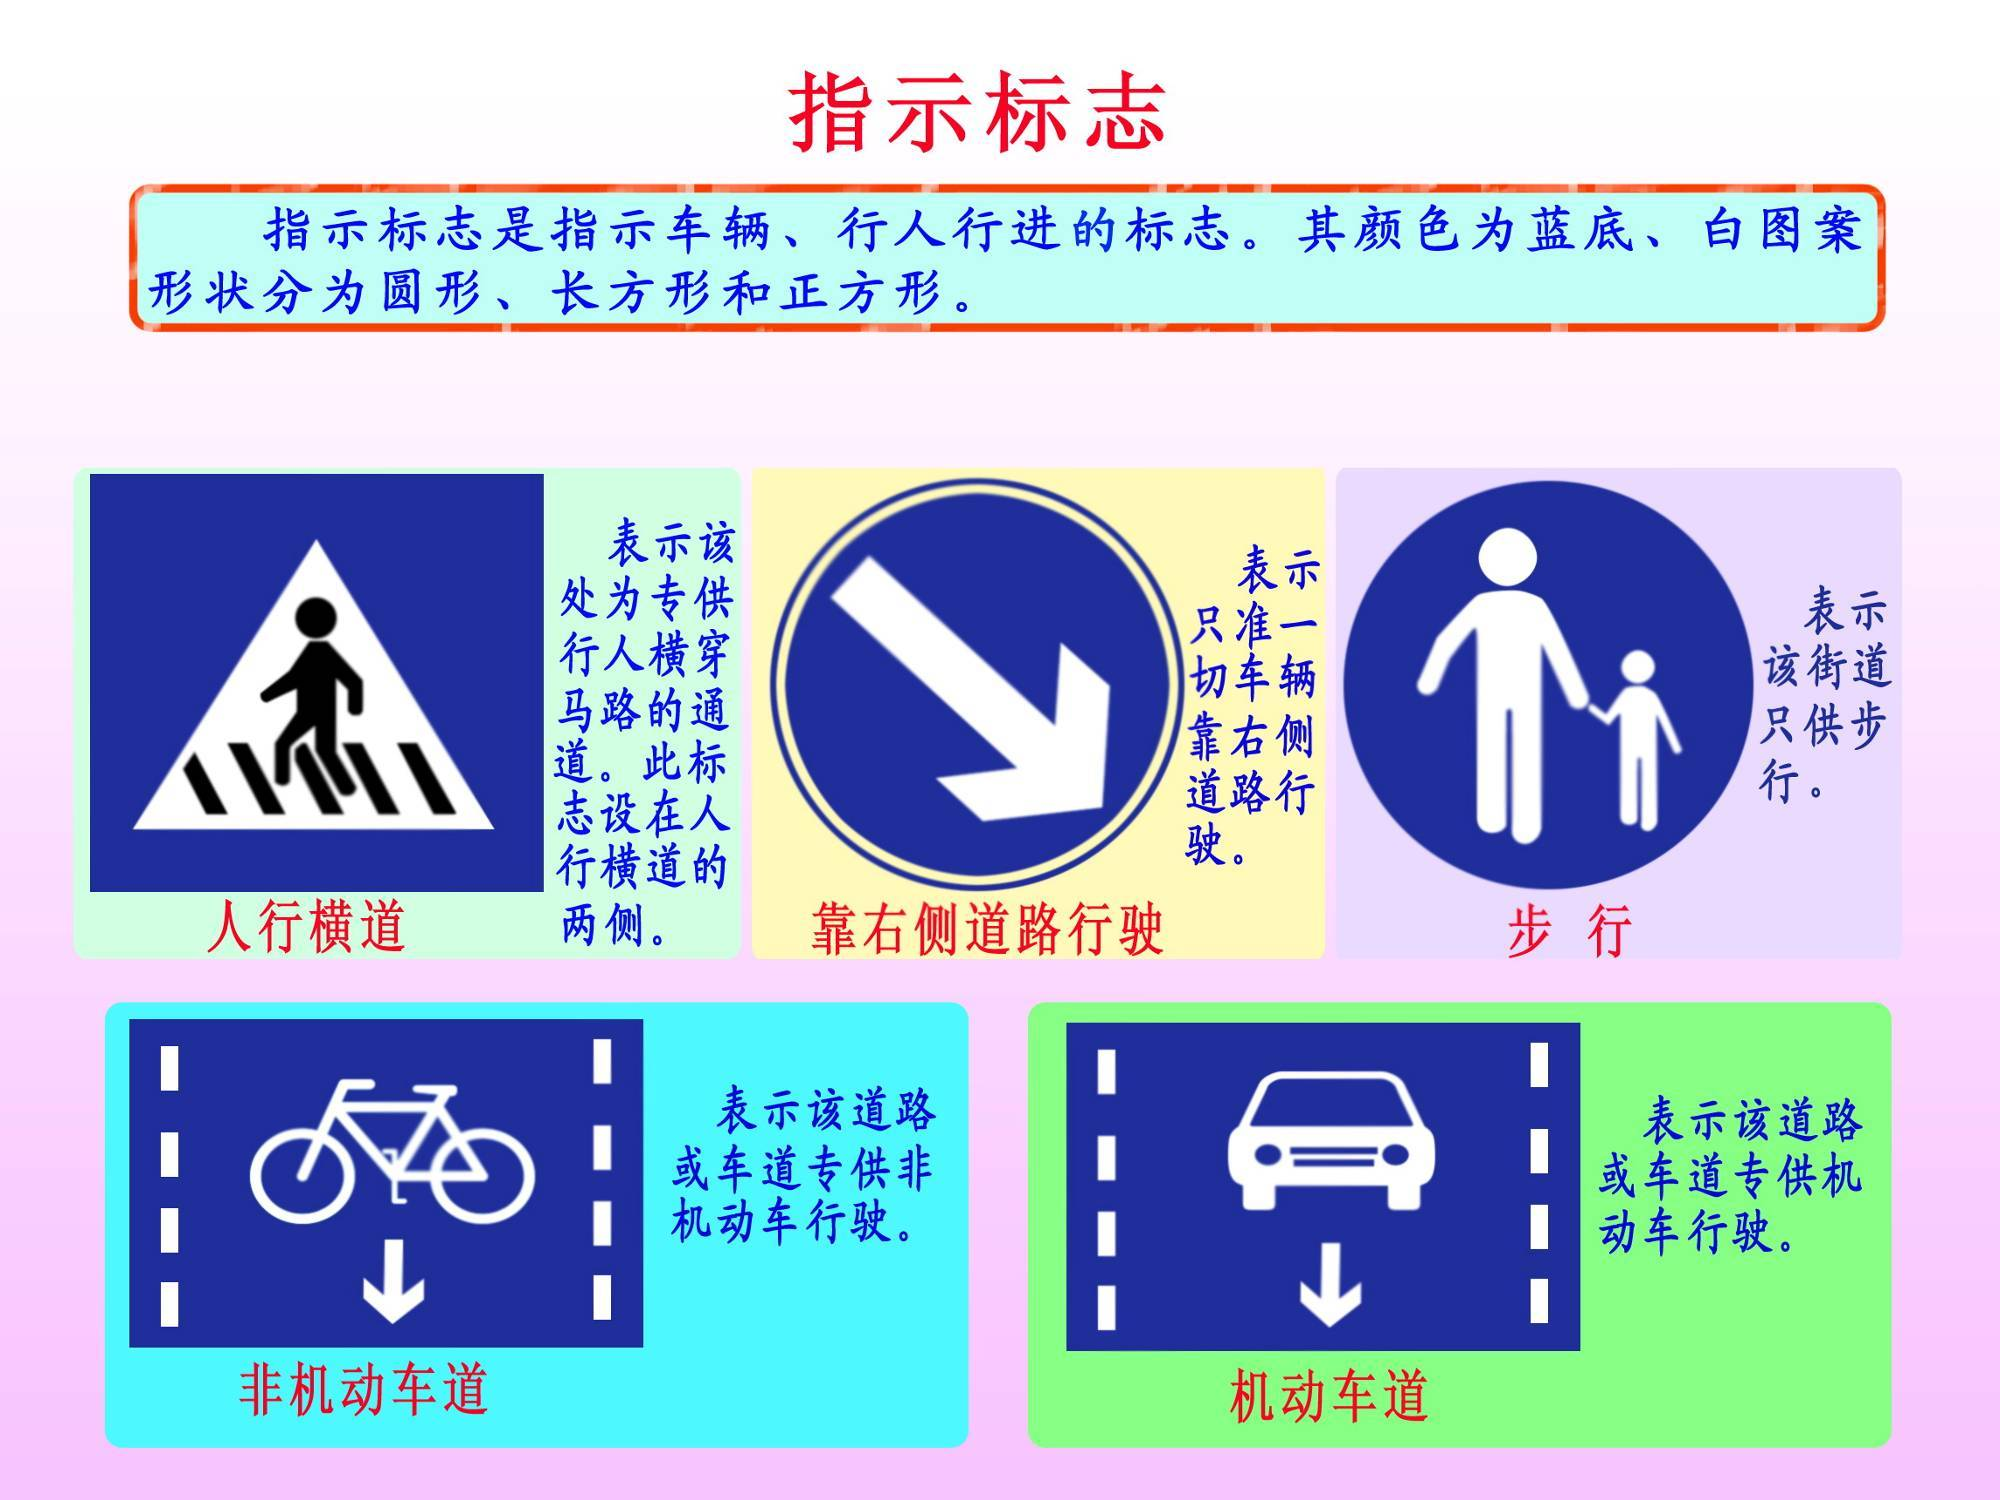 指示标志
指示标志是指示车辆、行人行进的标志。其颜色为蓝底、白图案
形状分为圆形、长方形和正方形。
表示该
处为专供
行人横穿
马路的通
道。此标
志设在人
行横道的
两侧。
人行横道
表示
只准一
切车辆
靠右侧
道路行
驶。
靠右侧道路行驶
表示
该街道
只供步
行。
步 行
表示该道路
或车道专供非
机动车行驶。
非机动车道
表示该道路
或车道专供机
动车行驶。
机动车道